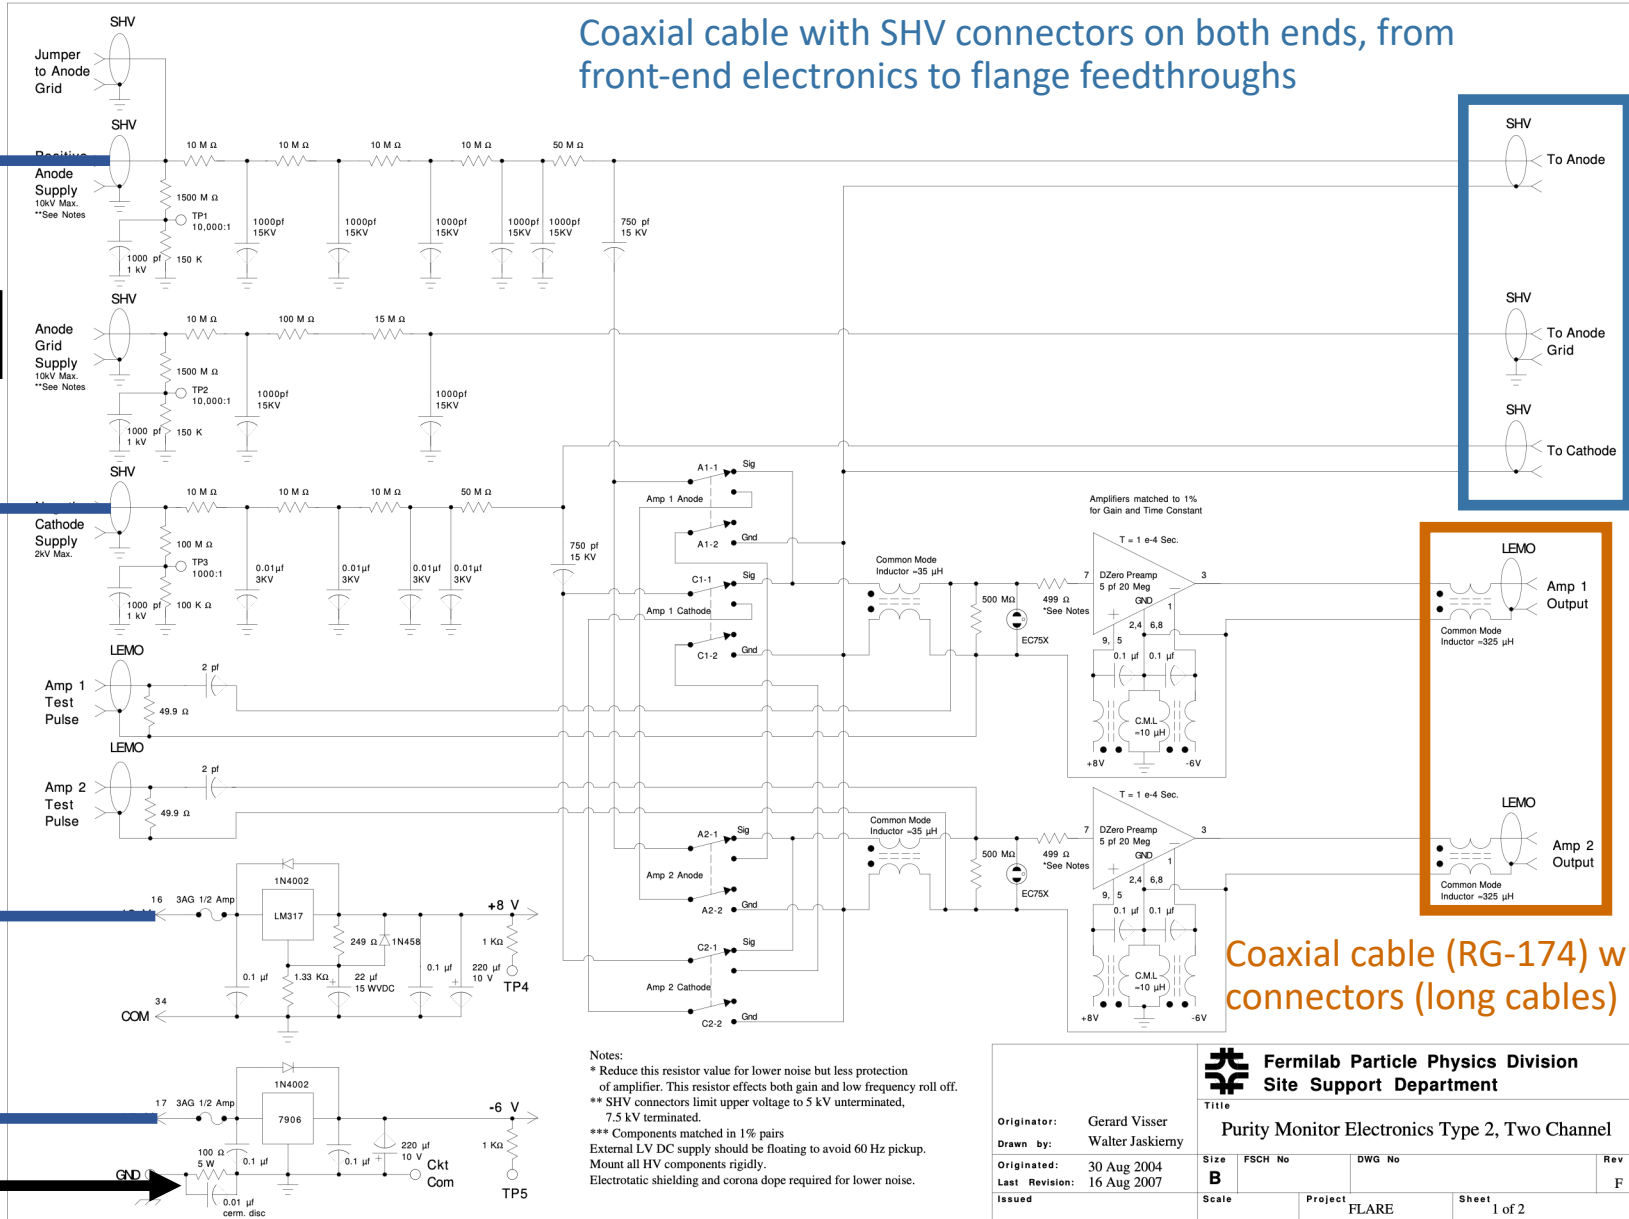 Coaxial cable with SHV connectors on both ends, from
front-end electronics to flange feedthroughs
SHV
Jumper
to Anode
Grid
SHV
Anode
Supply
10kV Max.
**See Notes
10 M Ω
10 M Ω
10 M Ω
10 M Ω
50 M Ω
1500 M Ω
TP1
10,000:1
1000 pf
1 kV
150 K
1000pf
15KV
1000pf
15KV
1000pf
15KV
1000pf
15KV
1000pf
15KV
750 pf
15 KV
SHV
To Anode
SHV
Anode
Grid
Supply
10kV Max.
**See Notes
10 M Ω
100 M Ω
15 M Ω
1500 M Ω
TP2
10,000:1
1000 pf
1 kV
150 K
1000pf
15KV
1000pf
15KV
SHV
To Anode
Grid
SHV
To Cathode
SHV
Cathode
Supply
2kV Max.
10 M Ω
10 M Ω
10 M Ω
50 M Ω
100 M Ω
TP3
1000:1
1000 pf
1 kV
100 K Ω
0.01µf
3KV
0.01µf
3KV
0.01µf
3KV
0.01µf
3KV
750 pf
15 KV
A1-1
Sig
Amp 1 Anode
A1-2
Gnd
C1-1
Sig
Amp 1 Cathode
C1-2
Gnd
Common Mode
Inductor ≈35 µH
500 MΩ
EC75X
499 Ω
*See Notes
Amplifiers matched to 1%
for Gain and Time Constant
T = 1 e-4 Sec.
7
DZero Preamp
5 pf 20 Meg
3
GND
1
2,4
6,8
9, 5
0.1 µf
0.1 µf
C.M.L
≈10 µH
+8V
-6V
LEMO
Amp 1
Output
Common Mode
Inductor ≈325 µH
LEMO
Amp 1
Test
Pulse
2 pf
49.9 Ω
LEMO
Amp 2
Test
Pulse
2 pf
49.9 Ω
A2-1
Sig
Amp 2 Anode
A2-2
Gnd
C2-1
Sig
Amp 2 Cathode
C2-2
Gnd
Common Mode
Inductor ≈35 µH
500 MΩ
EC75X
499 Ω
*See Notes
T = 1 e-4 Sec.
7
DZero Preamp
5 pf 20 Meg
3
GND
1
2,4
6,8
9, 5
0.1 µf
0.1 µf
C.M.L
≈10 µH
+8V
-6V
LEMO
Amp 2
Output
Common Mode
Inductor ≈325 µH
Coaxial cable (RG-174) w
connectors (long cables)
1N4002
16
3AG 1/2 Amp
LM317
+8 V
249 Ω
1N458
1 KΩ
0.1 µf
1.33 KΩ
22 µf
15 WVDC
0.1 µf
220 µf
10 V
TP4
34
COM
1N4002
17
3AG 1/2 Amp
7906
-6 V
100 Ω
5 W
0.1 µf
0.1 µf
220 µf
10 V
1 KΩ
GND
Ckt
Com
TP5
0.01 µf
cerm. disc
Notes:
* Reduce this resistor value for lower noise but less protection
of amplifier. This resistor effects both gain and low frequency roll off.
** SHV connectors limit upper voltage to 5 kV unterminated,
7.5 kV terminated.
*** Components matched in 1% pairs
External LV DC supply should be floating to avoid 60 Hz pickup.
Mount all HV components rigidly.
Electrotatic shielding and corona dope required for lower noise.
Fermilab Particle Physics Division
Site Support Department
Title
Purity Monitor Electronics Type 2, Two Channel
Originator: Gerard Visser
Drawn by: Walter Jaskierny
Originated: 30 Aug 2004
Last Revision: 16 Aug 2007
Issued
Size
B
FSCH No
DWG No
Rev
F
Scale
Project
FLARE
Sheet
1 of 2